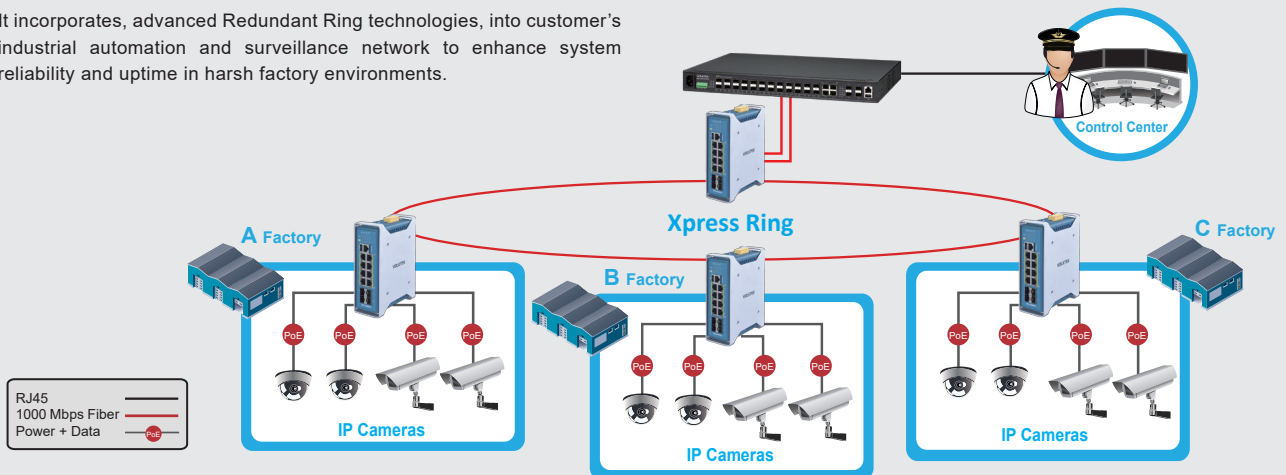 It incorporates, advanced Redundant Ring technologies, into customer's
industrial automation and surveillance network to enhance system
reliability and uptime in harsh factory environments.
Control Center
Xpress Ring
A Factory
B Factory
C Factory
PoE
PoE
PoE
PoE
PoE
PoE
PoE
PoE
PoE
PoE
PoE
PoE
IP Cameras
IP Cameras
IP Cameras
RJ45
1000 Mbps Fiber
Power + Data
PoE